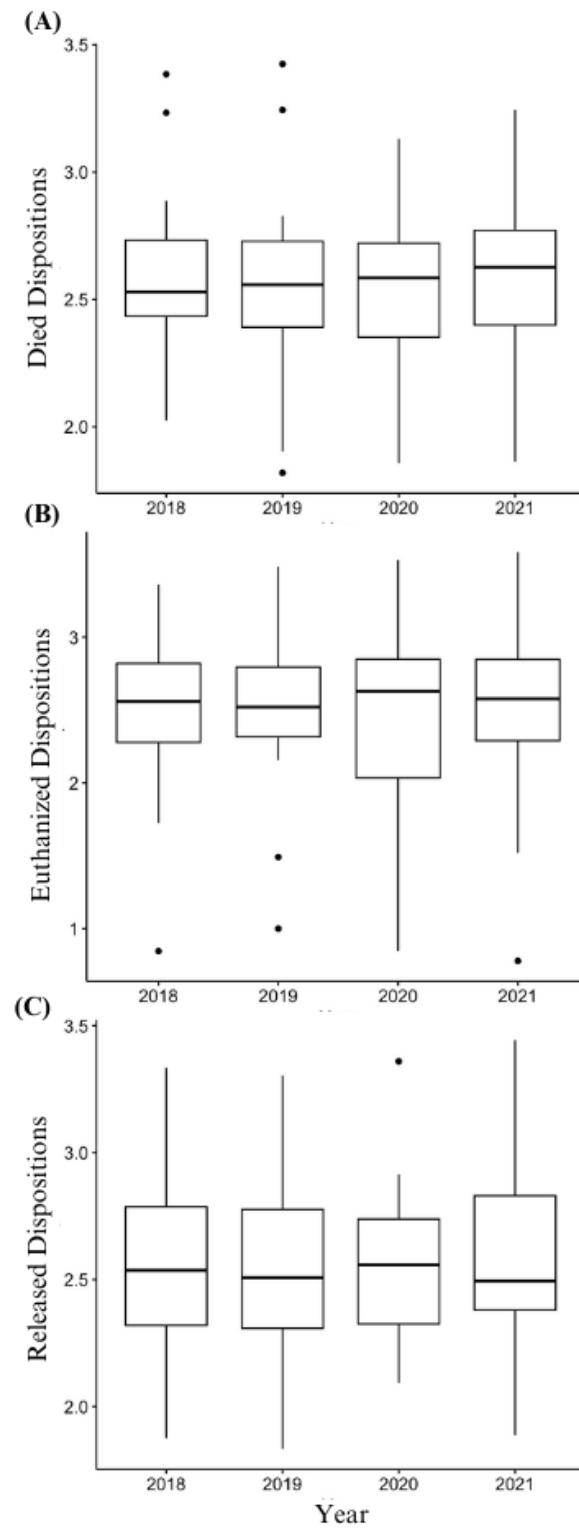 (A)
Died Dispositions
3.5
3.0
2.5
2.0
2018 2019 2020 2021
(B)
Euthanized Dispositions
3
2
1
2018 2019 2020 2021
(C)
Released Dispositions
3.5
3.0
2.5
2.0
2018 2019 2020 2021
Year